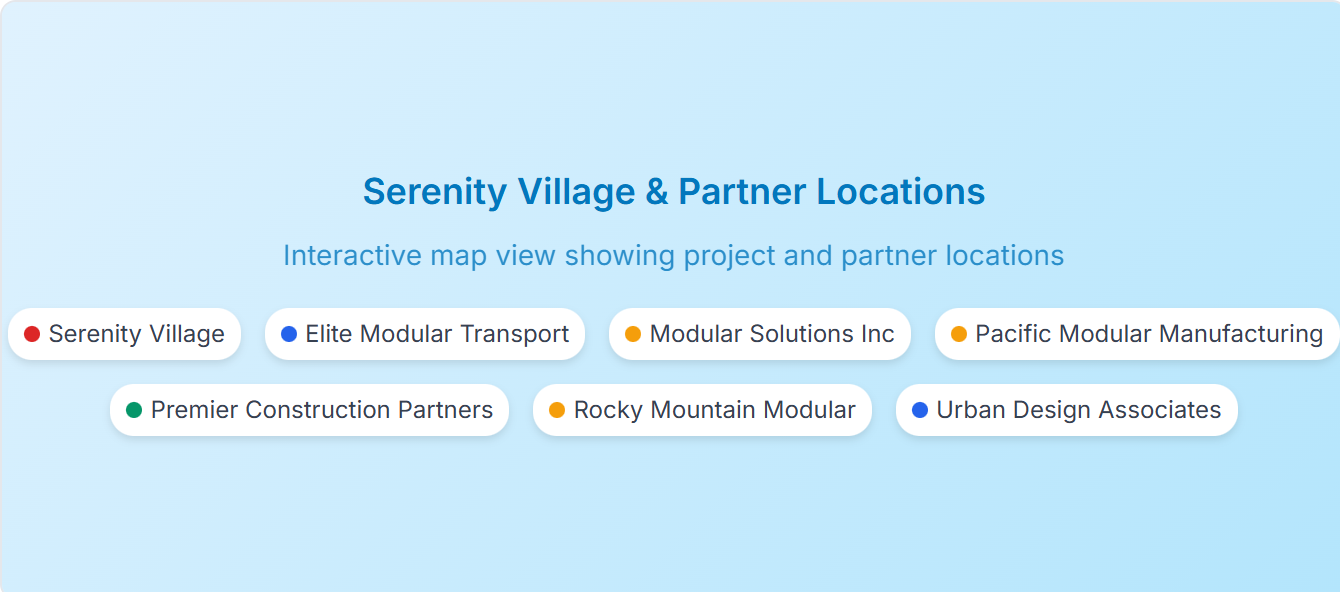 Serenity Village & Partner Locations
Interactive map view showing project and partner locations
Serenity Village Elite Modular Transport Modular Solutions Inc Pacific Modular Manufacturing
Premier Construction Partners Rocky Mountain Modular Urban Design Associates